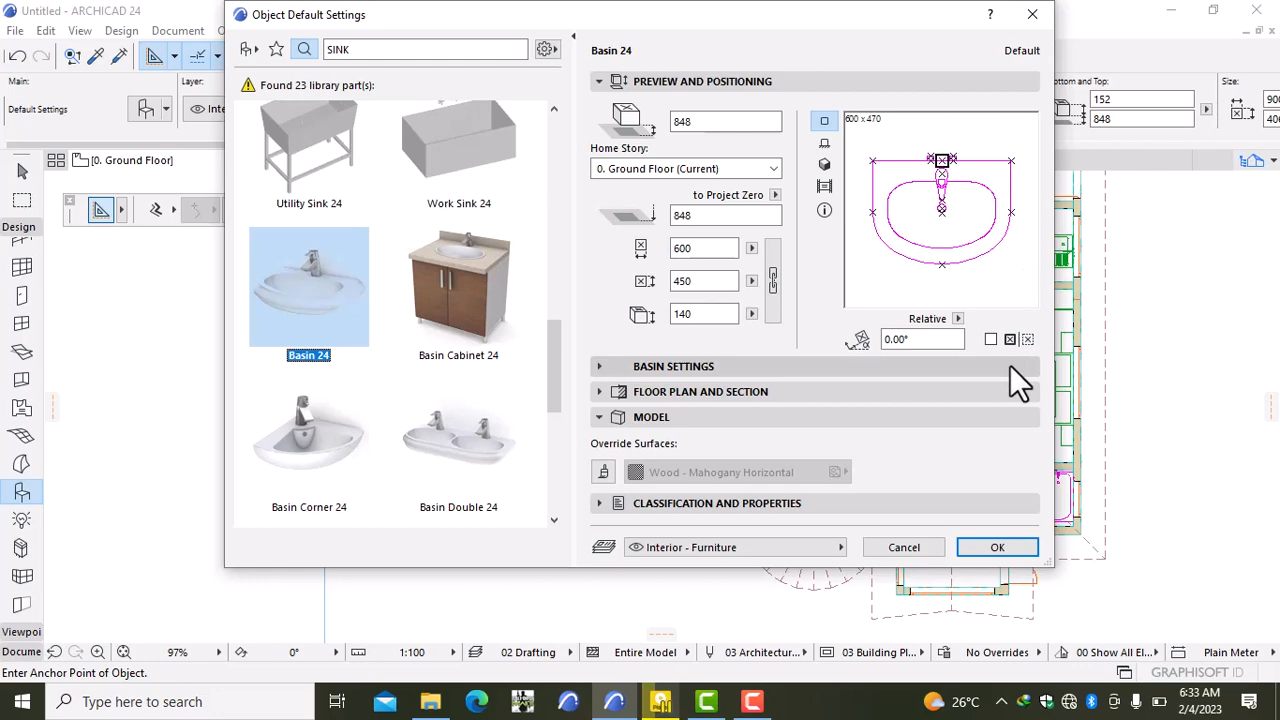 Untitled - ARCHICAD 24
File Edit View Design
Object Default Settings
?
SINK
Basin 24
Default
Found 23 library part(s):
PREVIEW AND POSITIONING
Main:
Layer:
Default Settings
Bottom and Top:
Size:
152
848
900
600 x 470
848
Home Story:
0. Ground Floor (Current)
[0. Ground Floor]
to Project Zero
848
Utility Sink 24
Work Sink 24
Design
600
450
140
Relative
0.00°
Basin 24
Basin Cabinet 24
BASIN SETTINGS
FLOOR PLAN AND SECTION
MODEL
Override Surfaces:
Wood - Mahogany Horizontal
Basin Corner 24
Basin Double 24
CLASSIFICATION AND PROPERTIES
Interior - Furniture
Cancel
OK
Viewpoi
Docume
97%
0°
1:100
02 Drafting
Entire Model
03 Architectur...
03 Building Pl...
No Overrides
00 Show All El...
Plain Meter
Enter Anchor Point of Object.
GRAPHISOFT ID
Type here to search
26°C
6:33 AM
2/4/2023